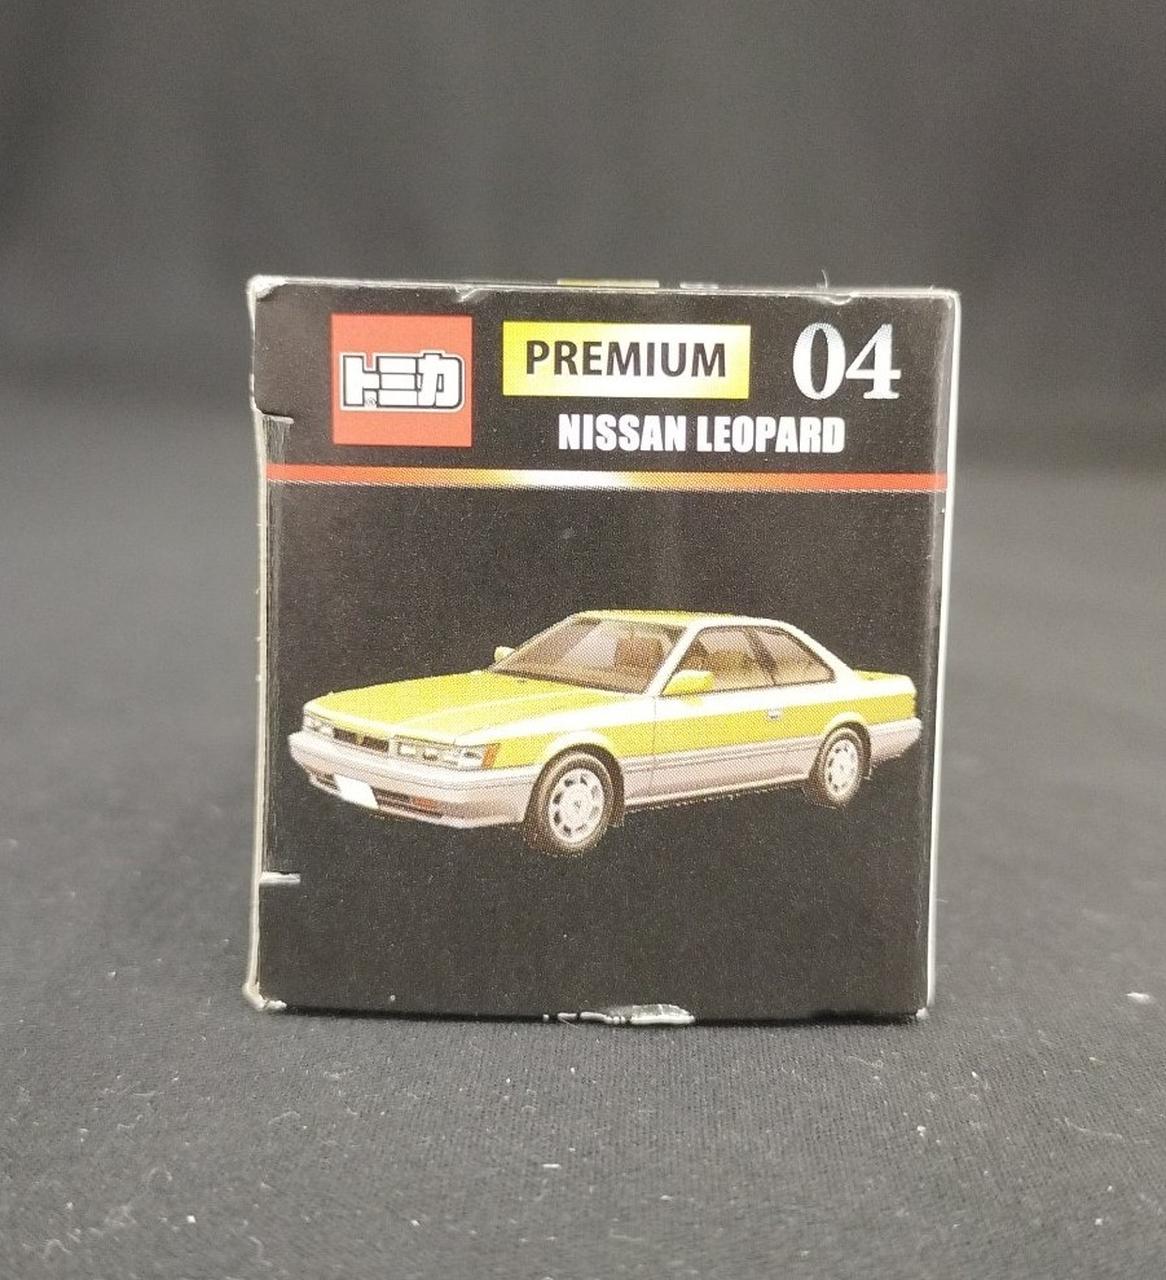 トミカ®
PREMIUM
04
NISSAN LEOPARD